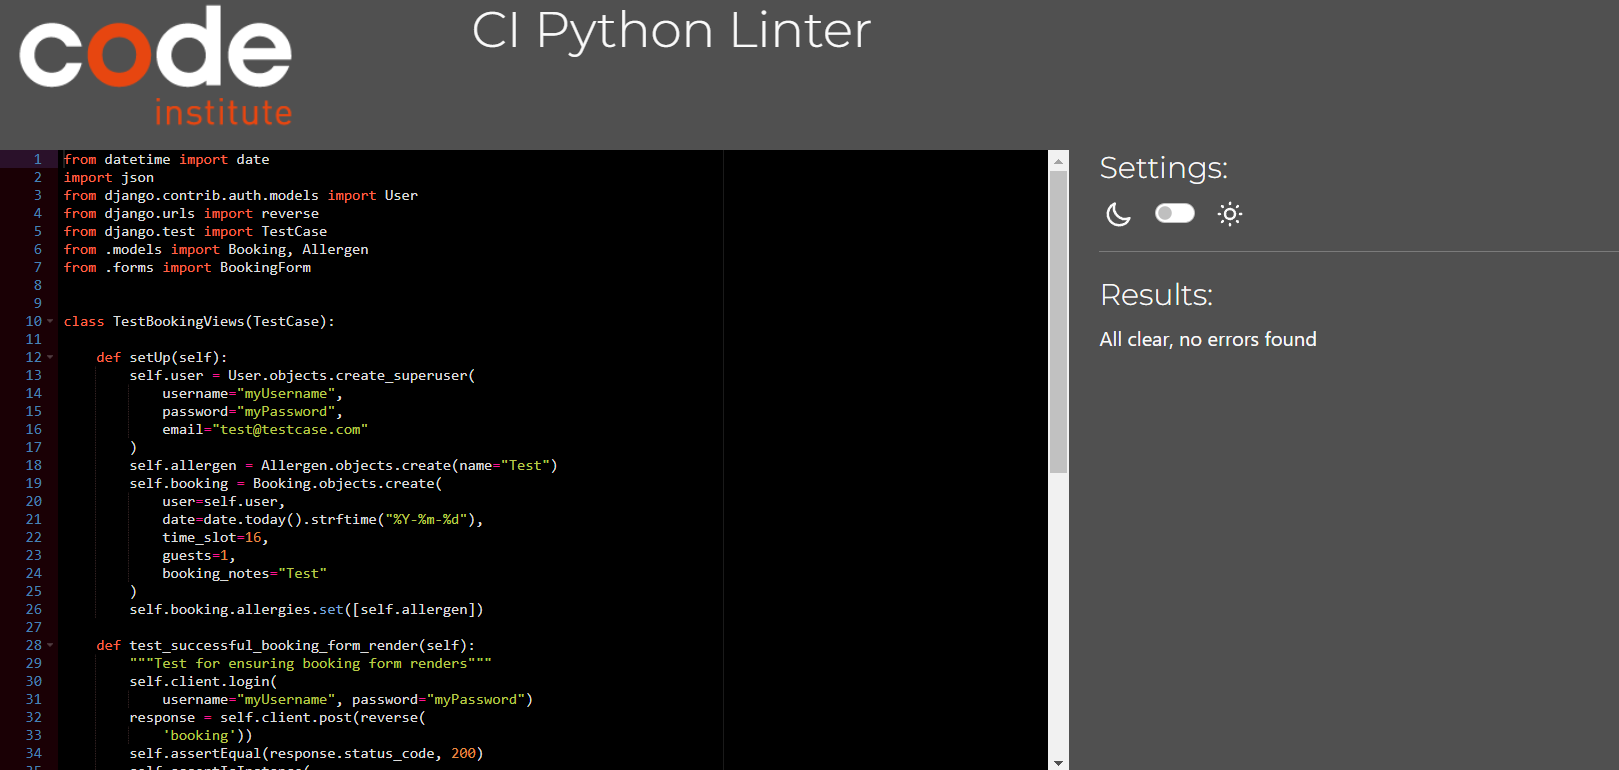 code
institute
CI Python Linter
1 from datetime import date
2 import json
3 from django.contrib.auth.models import User
4 from django.urls import reverse
5 from django.test import TestCase
6 from .models import Booking, Allergen
7 from .forms import BookingForm
8
9
10 class TestBookingViews(TestCase):
11
12     def setUp(self):
13         self.user = User.objects.create_superuser(
14             username="myUsername",
15             password="myPassword",
16             email="test@testcase.com"
17         )
18         self.allergen = Allergen.objects.create(name="Test")
19         self.booking = Booking.objects.create(
20             user=self.user,
21             date=date.today().strftime("%Y-%m-%d"),
22             time_slot=16,
23             guests=1,
24             booking_notes="Test"
25         )
26         self.booking.allergies.set([self.allergen])
27
28     def test_successful_booking_form_render(self):
29         """Test for ensuring booking form renders"""
30         self.client.login(
31             username="myUsername", password="myPassword")
32         response = self.client.post(reverse(
33             'booking'))
34         self.assertEqual(response.status_code, 200)
35         self.assertIsInstance(
Settings:
Results:
All clear, no errors found